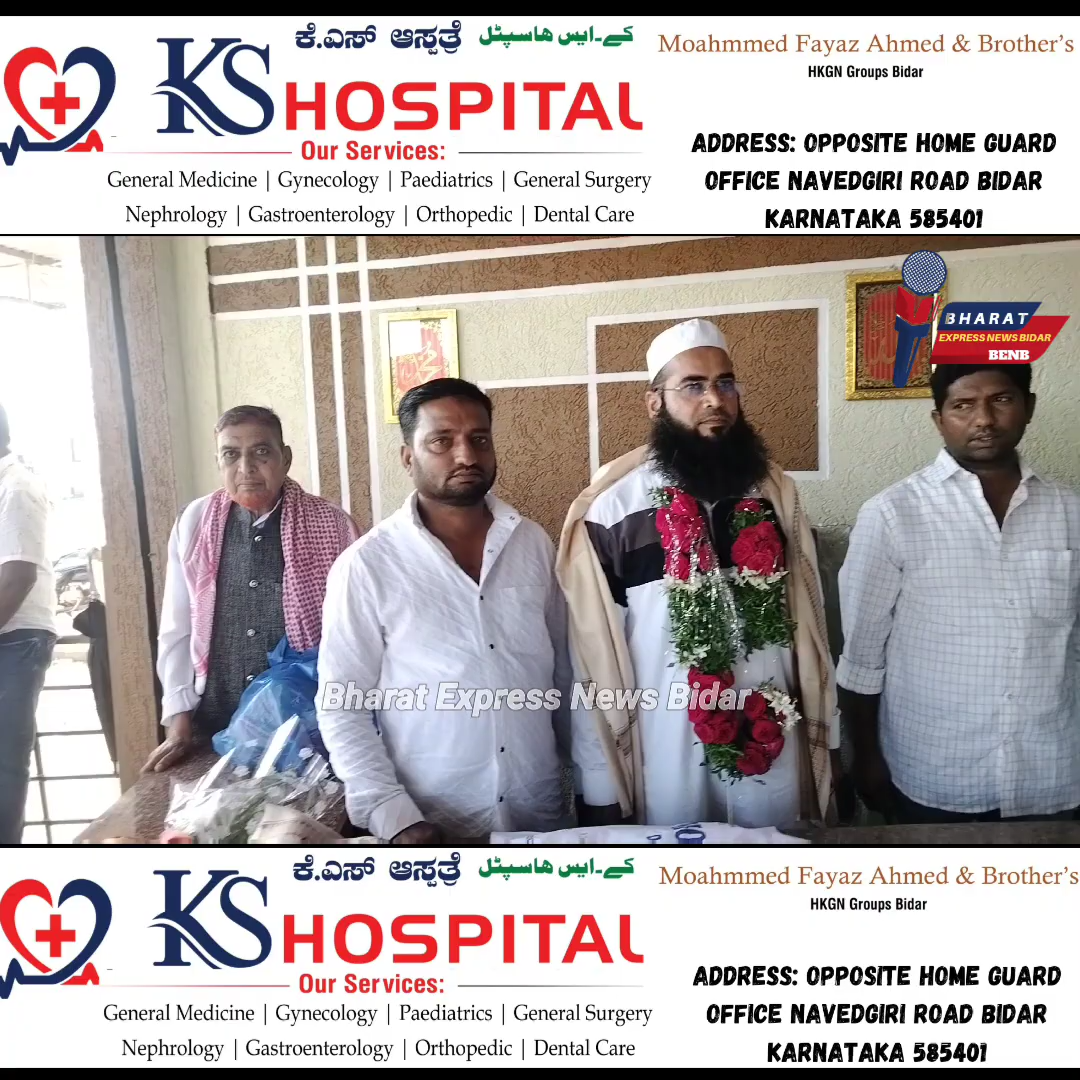 ಕೆ.ಎಸ್ ಆಸ್ಪತ್ರೆ کے-ایس ہاسپٹل
KS HOSPITAL
Our Services:
General Medicine | Gynecology | Paediatrics | General Surgery
Nephrology | Gastroenterology | Orthopedic | Dental Care
Moahmmed Fayaz Ahmed & Brother's
HKGN Groups Bidar
ADDRESS: OPPOSITE HOME GUARD
OFFICE NAVEDGIRI ROAD BIDAR
KARNATAKA 585401
BHARAT
EXPRESS NEWS BIDAR
BENB
Bharat Express News Bidar
ಕೆ.ಎಸ್ ಆಸ್ಪತ್ರೆ کے-ایس ہاسپٹل
KS HOSPITAL
Our Services:
General Medicine | Gynecology | Paediatrics | General Surgery
Nephrology | Gastroenterology | Orthopedic | Dental Care
Moahmmed Fayaz Ahmed & Brother's
HKGN Groups Bidar
ADDRESS: OPPOSITE HOME GUARD
OFFICE NAVEDGIRI ROAD BIDAR
KARNATAKA 585401